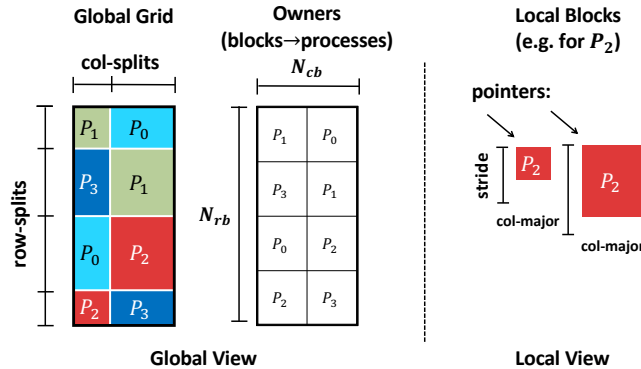 Global Grid
col-splits
row-splits
P1 P0
P3 P1
P0 P2
P2 P3
Owners
(blocks→processes)
N_cb
N_rb
P1 P0
P3 P1
P0 P2
P2 P3
Global View
Local Blocks
(e.g. for P2)
pointers:
stride
P2
col-major
P2
col-major
Local View